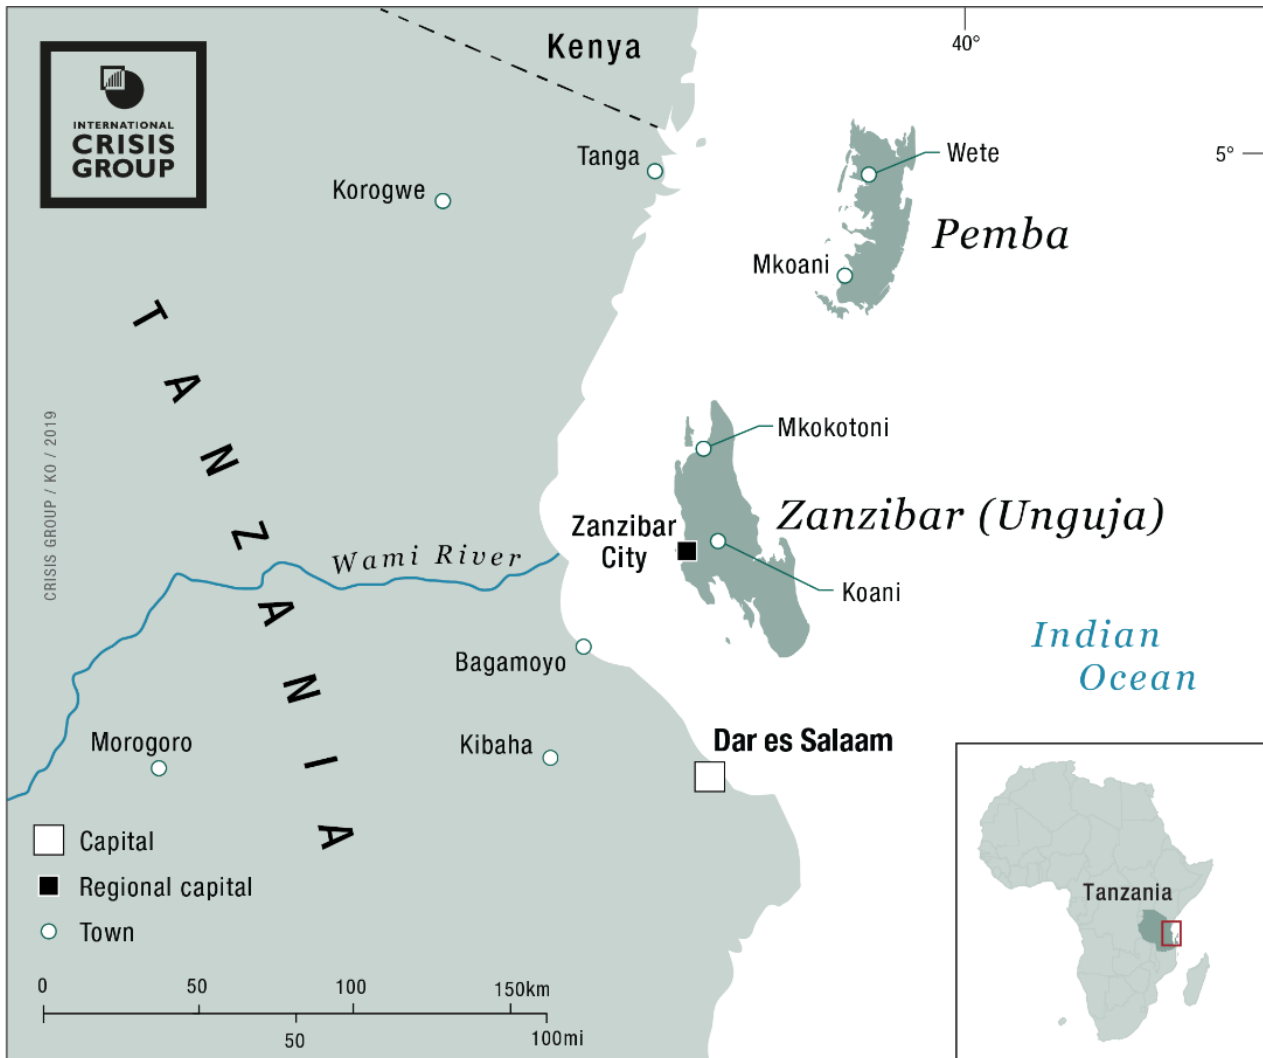 Kenya
40°
INTERNATIONAL
CRISIS
GROUP
Tanga
Wete
5°
Korogwe
Pemba
Mkoani
TANZANIA
Mkokotoni
CRISIS GROUP / KO / 2019
Zanzibar (Unguja)
Zanzibar
City
Wami River
Koani
Indian
Ocean
Bagamoyo
Morogoro
Kibaha
Dar es Salaam
Capital
Regional capital
Town
Tanzania
0 50 100 150km
50 100mi